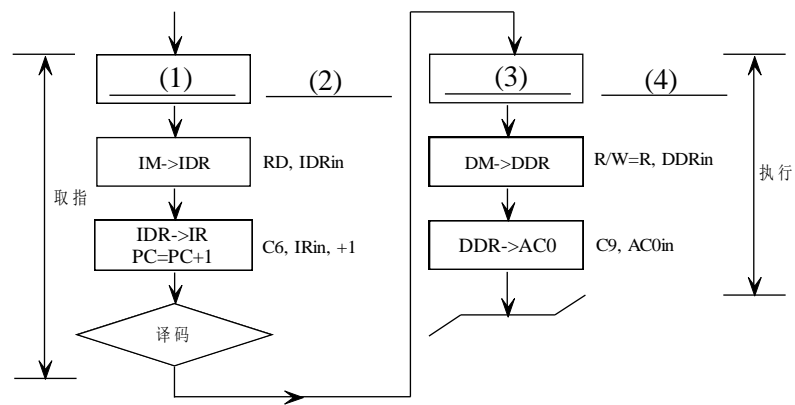 (1)
(2)
IM->IDR
RD, IDRin
取指
IDR->IR
PC=PC+1
C6, IRin, +1
译码
(3)
(4)
DM->DDR
R/W=R, DDRin
执行
DDR->AC0
C9, AC0in